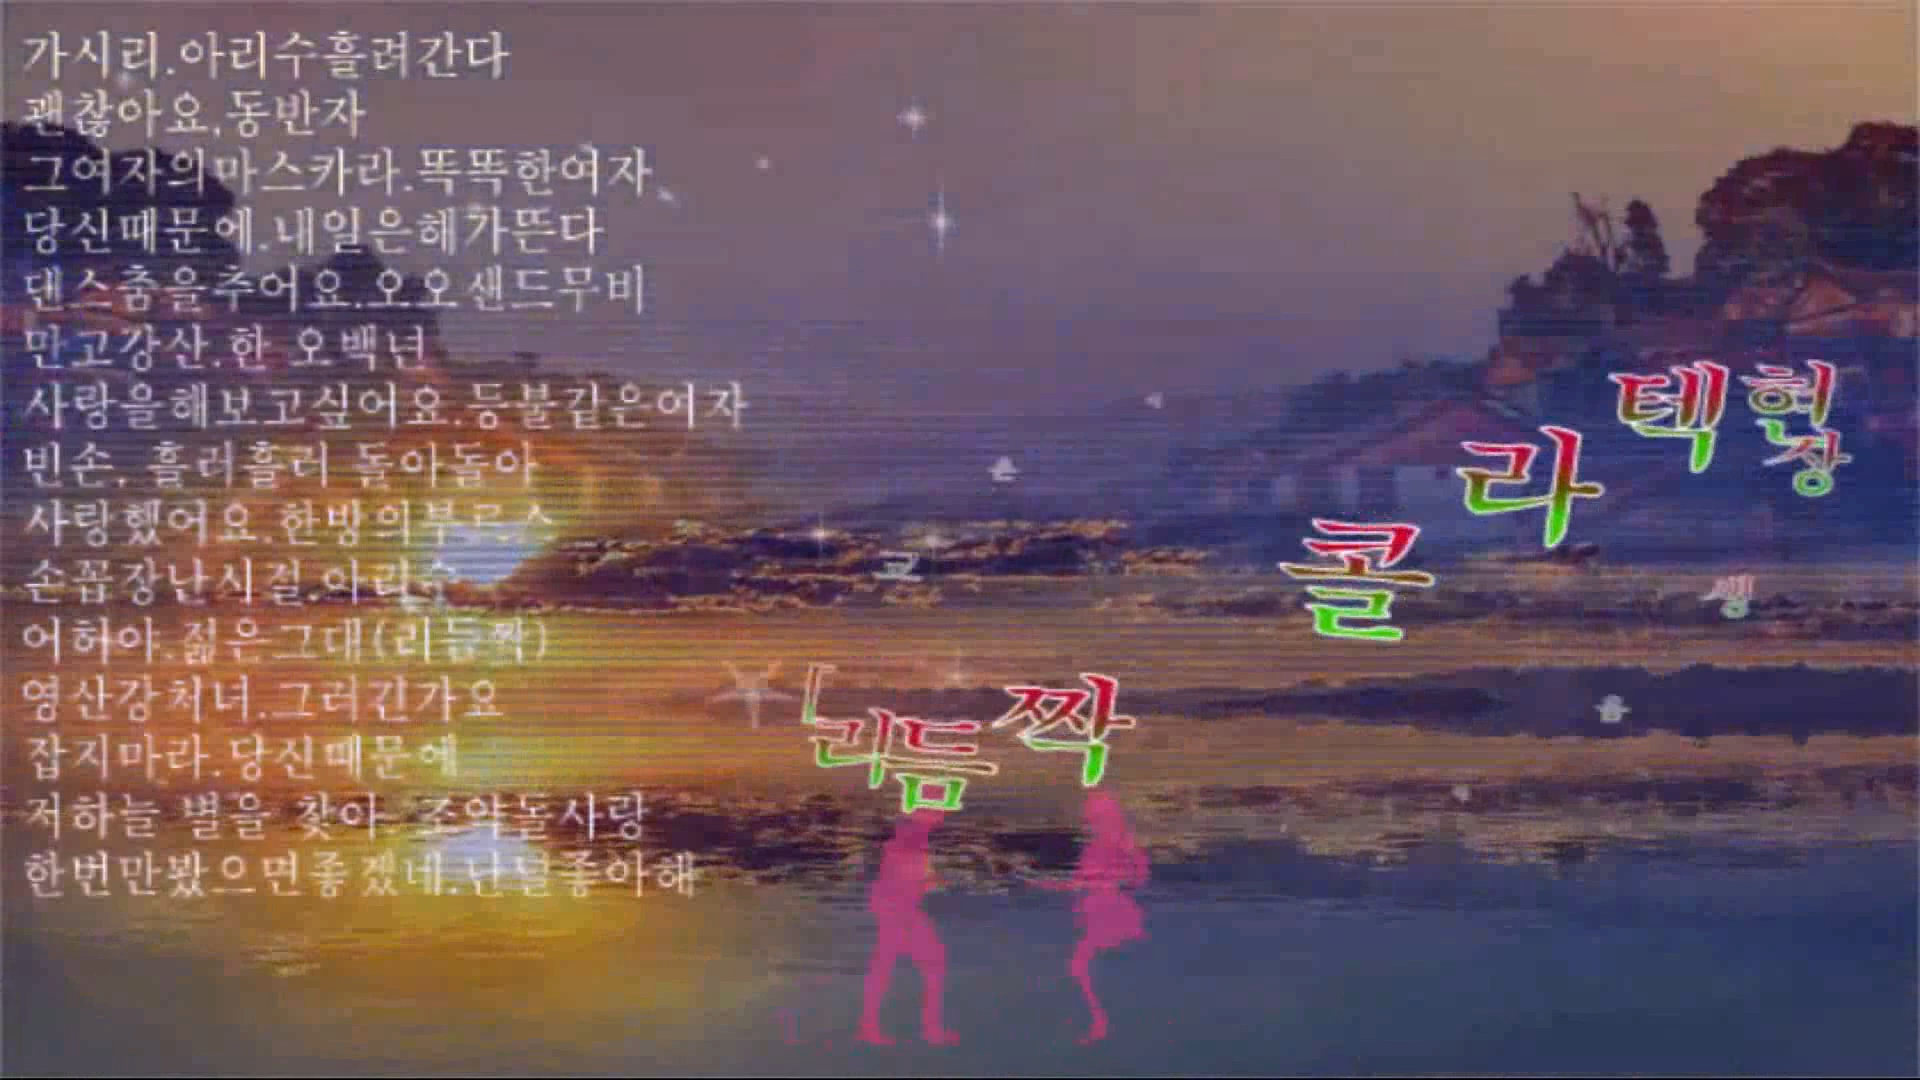 가시리.아리수흘려간다
괜찮아요,동반자
그여자의마스카라.똑똑한여자
당신때문에.내일은해가뜬다
댄스춤을추어요.오오샌드무비
만고강산.한 오백년
사랑을해보고싶어요.등불같은여자
빈손, 흘러흘러 돌아돌아
사랑했어요.한방의부르스
손꼽장난시절.아리수
어허야.젊은그대(리듬짝)
영산강처녀.그러긴가요
잡지마라.당신때문에
저하늘 별을 찾아. 조약돌사랑
한번만봤으면좋겠네.난널좋아해
리듬짝
콜라텍현장